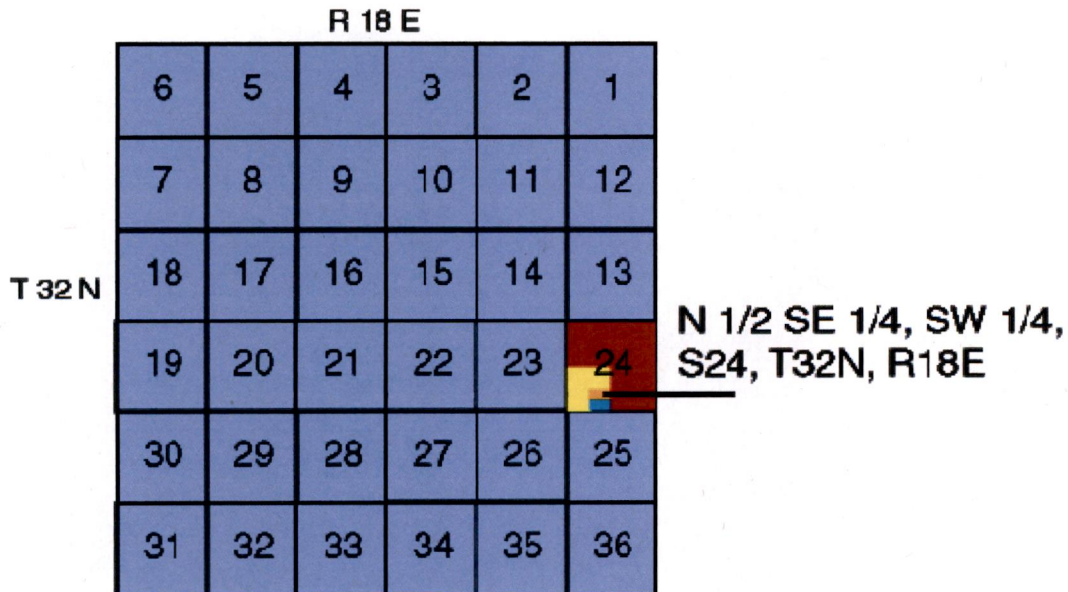 R 18 E
6 5 4 3 2 1
7 8 9 10 11 12
T 32 N
18 17 16 15 14 13
19 20 21 22 23 24
N 1/2 SE 1/4, SW 1/4,
S24, T32N, R18E
30 29 28 27 26 25
31 32 33 34 35 36